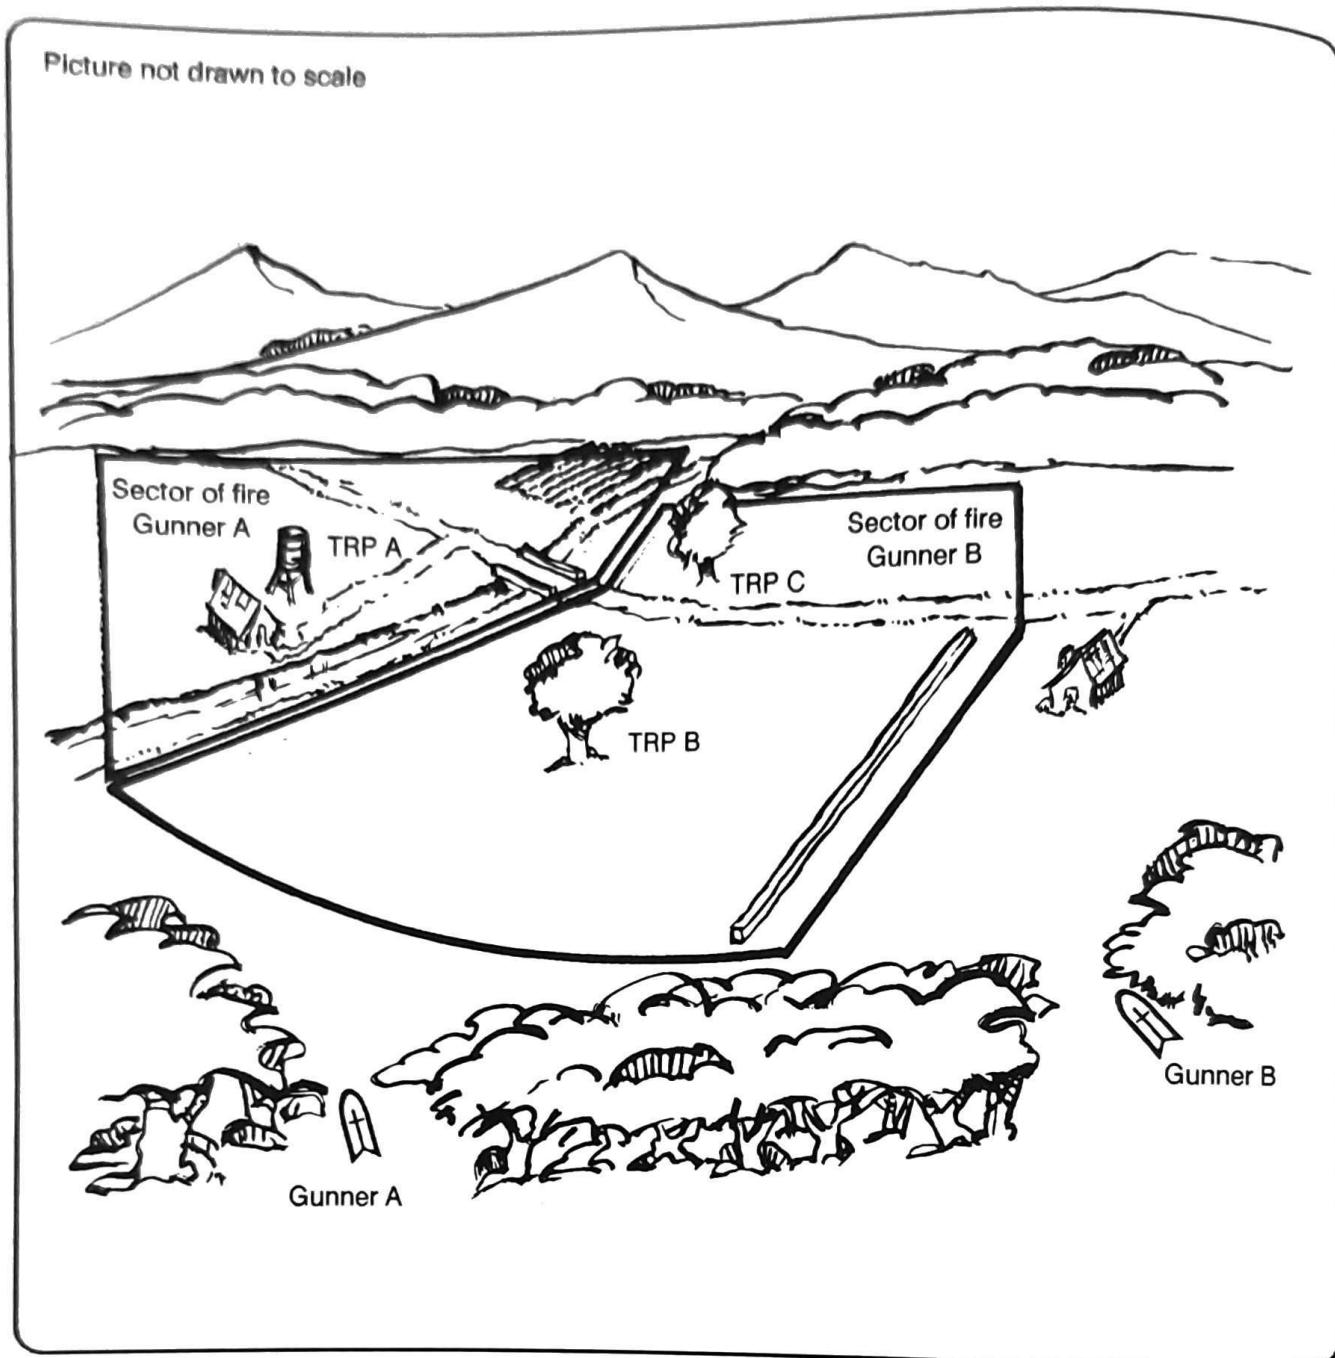 Picture not drawn to scale
Sector of fire
Gunner A
TRP A
Sector of fire
Gunner B
TRP C
TRP B
Gunner B
Gunner A